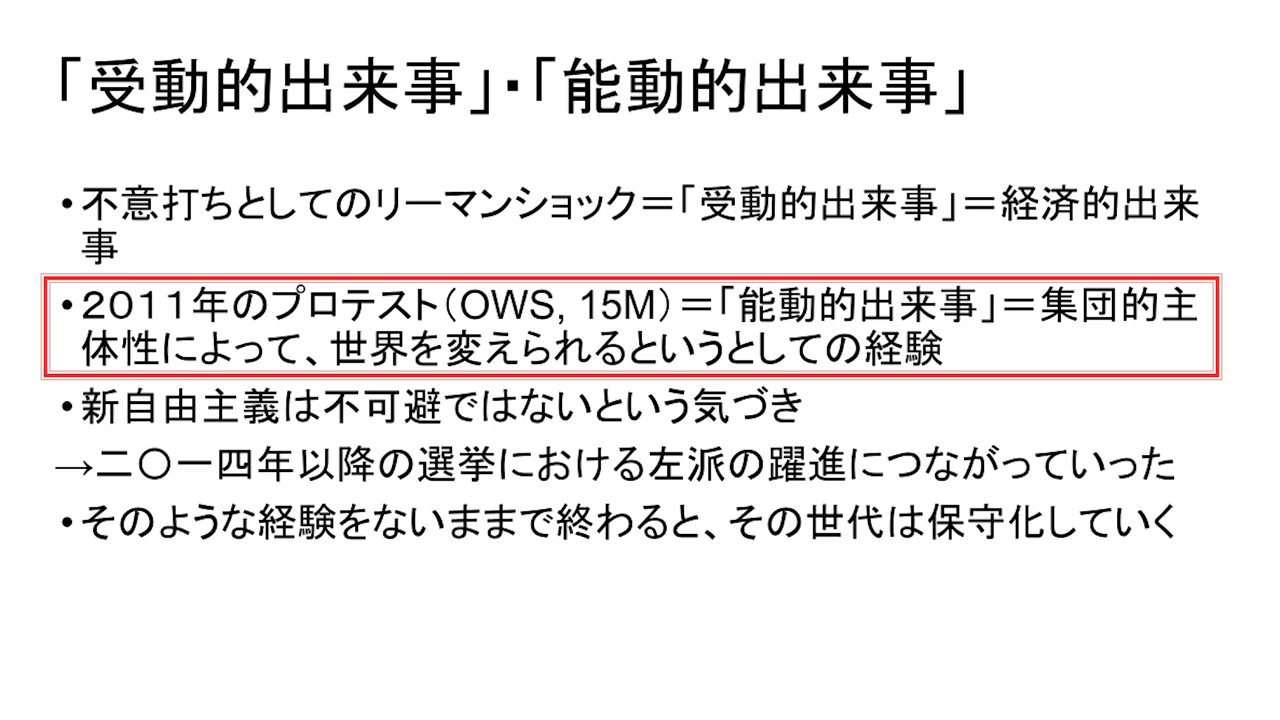 「受動的出来事」・「能動的出来事」
•不意打ちとしてのリーマンショック＝「受動的出来事」＝経済的出来
事
•２０１１年のプロテスト（OWS, 15M）＝「能動的出来事」＝集団的主
体性によって、世界を変えられるというとしての経験
•新自由主義は不可避ではないという気づき
→二〇一四年以降の選挙における左派の躍進につながっていった
•そのような経験をないままで終わると、その世代は保守化していく